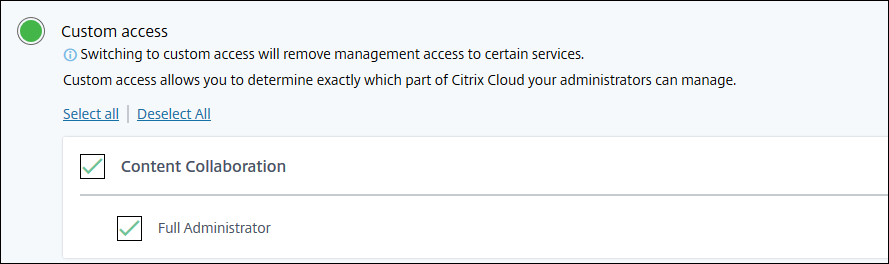 Custom access
Switching to custom access will remove management access to certain services.
Custom access allows you to determine exactly which part of Citrix Cloud your administrators can manage.
Select all | Deselect All
Content Collaboration
Full Administrator